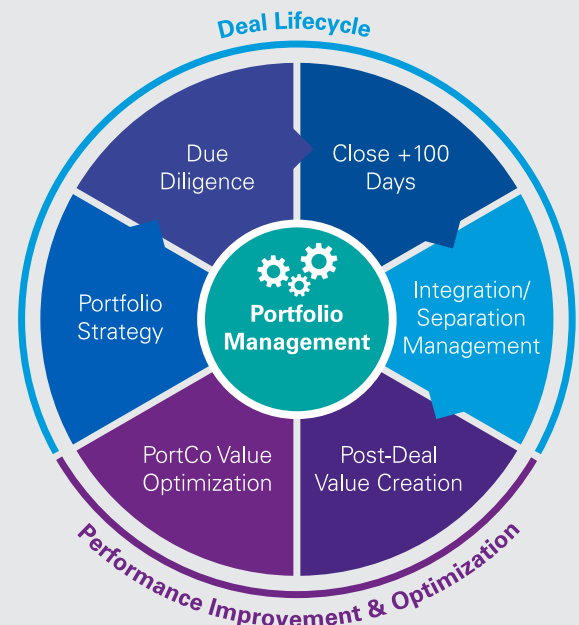 Deal Lifecycle
Due
Diligence
Close +100
Days
Portfolio
Strategy
Portfolio
Management
Integration/
Separation
Management
PortCo Value
Optimization
Post-Deal
Value Creation
Performance Improvement & Optimization